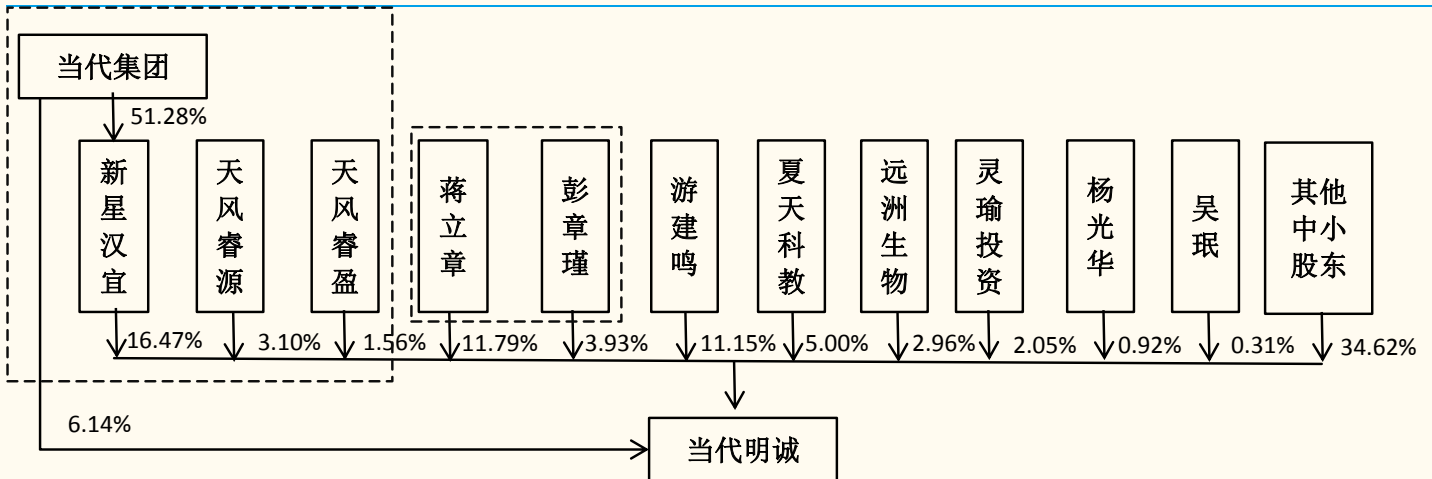 当代集团
51.28%
新星汉宜
天风睿源
天风睿盈
蒋立章
彭章瑾
游建鸣
夏天科教
远洲生物
灵瑜投资
杨光华
吴珉
其他中小股东
16.47%
3.10%
1.56%
11.79%
3.93%
11.15%
5.00%
2.96%
2.05%
0.92%
0.31%
34.62%
6.14%
当代明诚